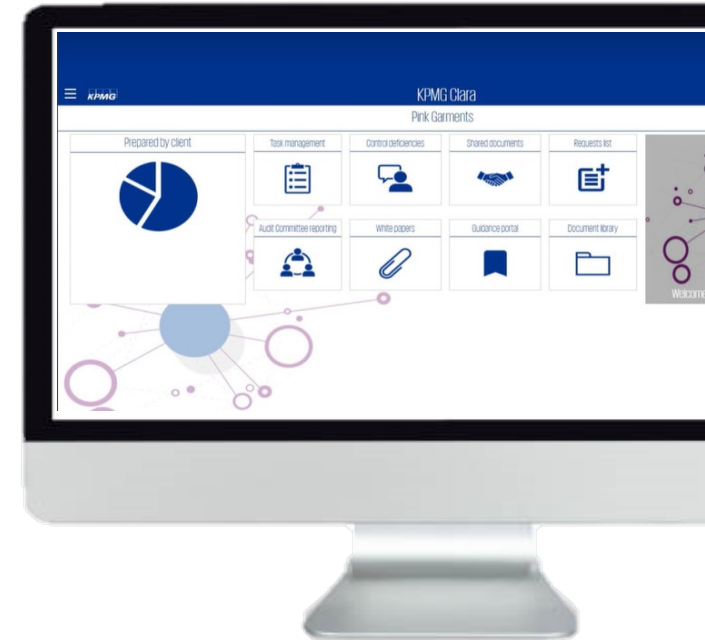 KPMG
KPMG Clara
Pink Garments
Prepared by client
Task management
Control deficiencies
Shared documents
Requests list
Audit Committee reporting
White papers
Guidance portal
Document library
Welcome